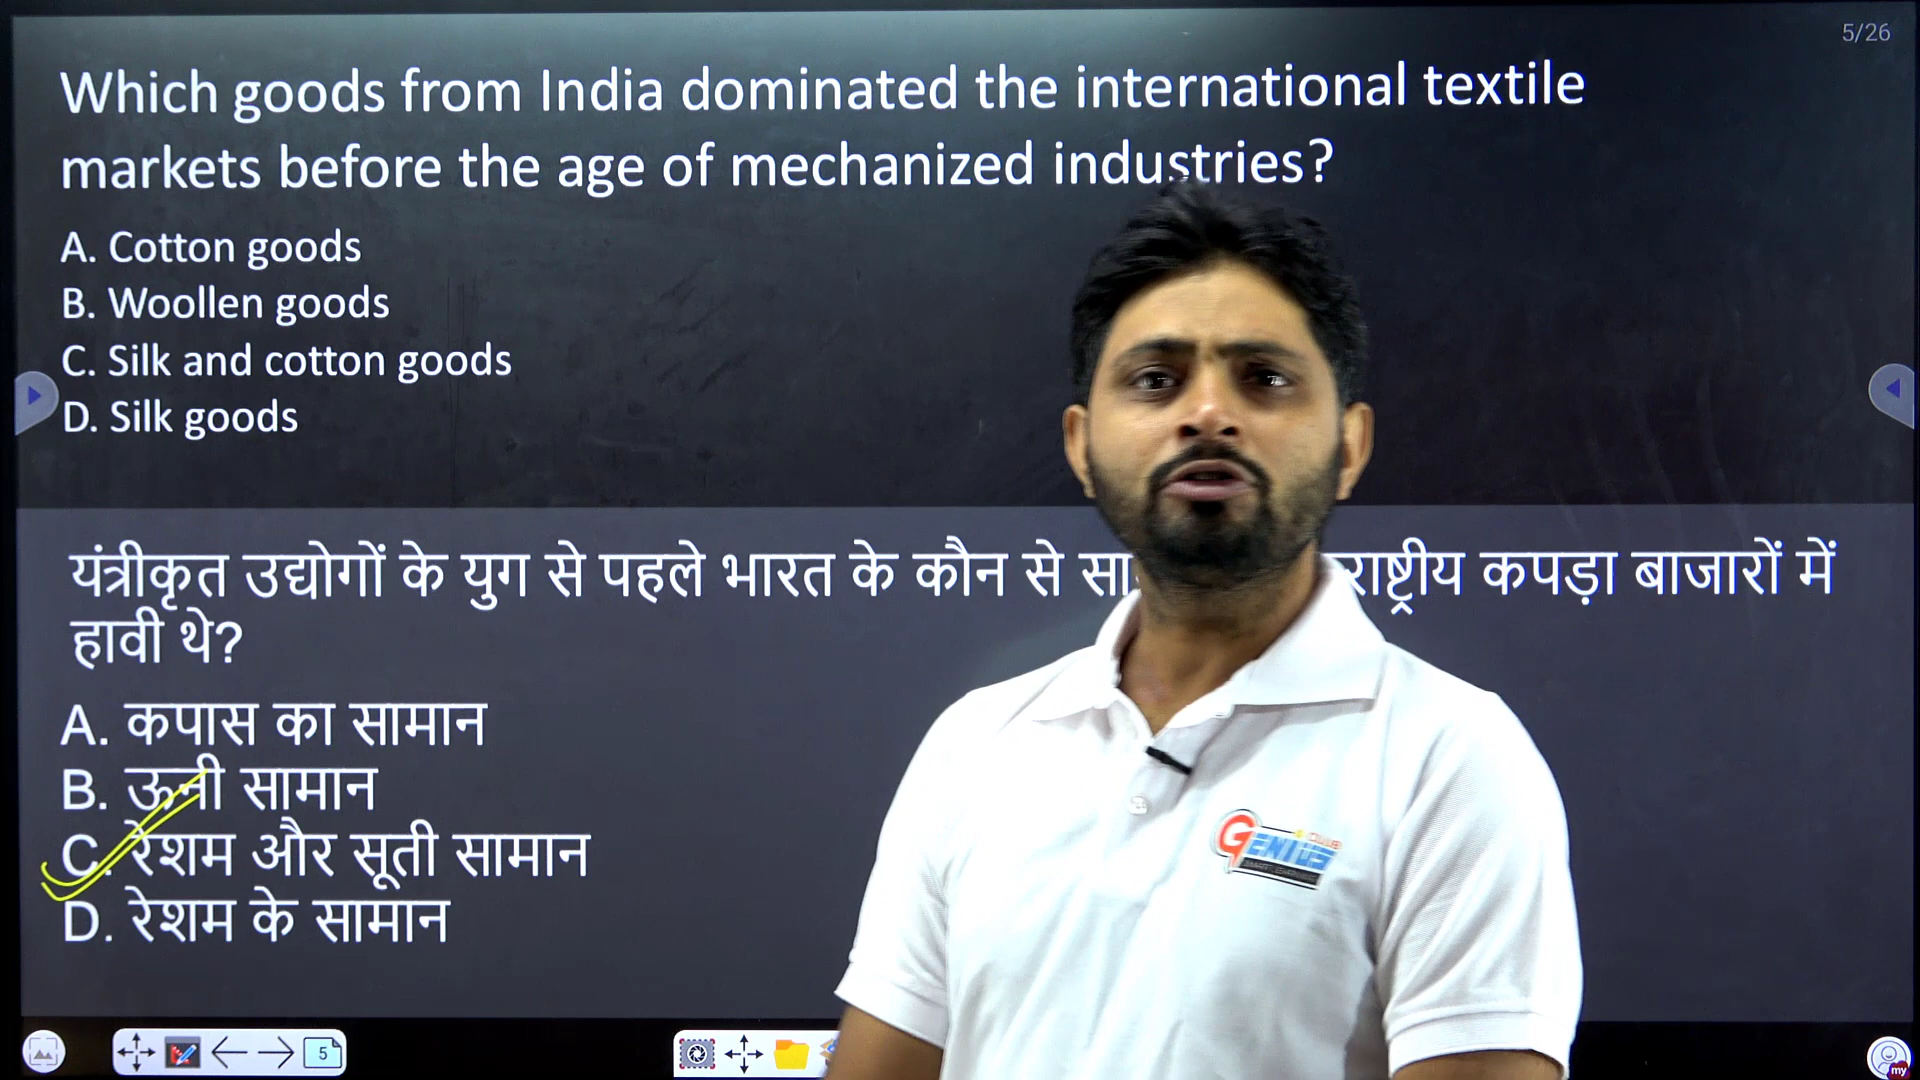 5/26
Which goods from India dominated the international textile
markets before the age of mechanized industries?
A. Cotton goods
B. Woollen goods
C. Silk and cotton goods
D. Silk goods
यंत्रीकृत उद्योगों के युग से पहले भारत के कौन से राष्ट्रीय कपड़ा बाजारों में
हावी थे?
A. कपास का सामान
B. ऊनी सामान
C. रेशम और सूती सामान
D. रेशम के सामान
GENIUS
CLUB
5
my